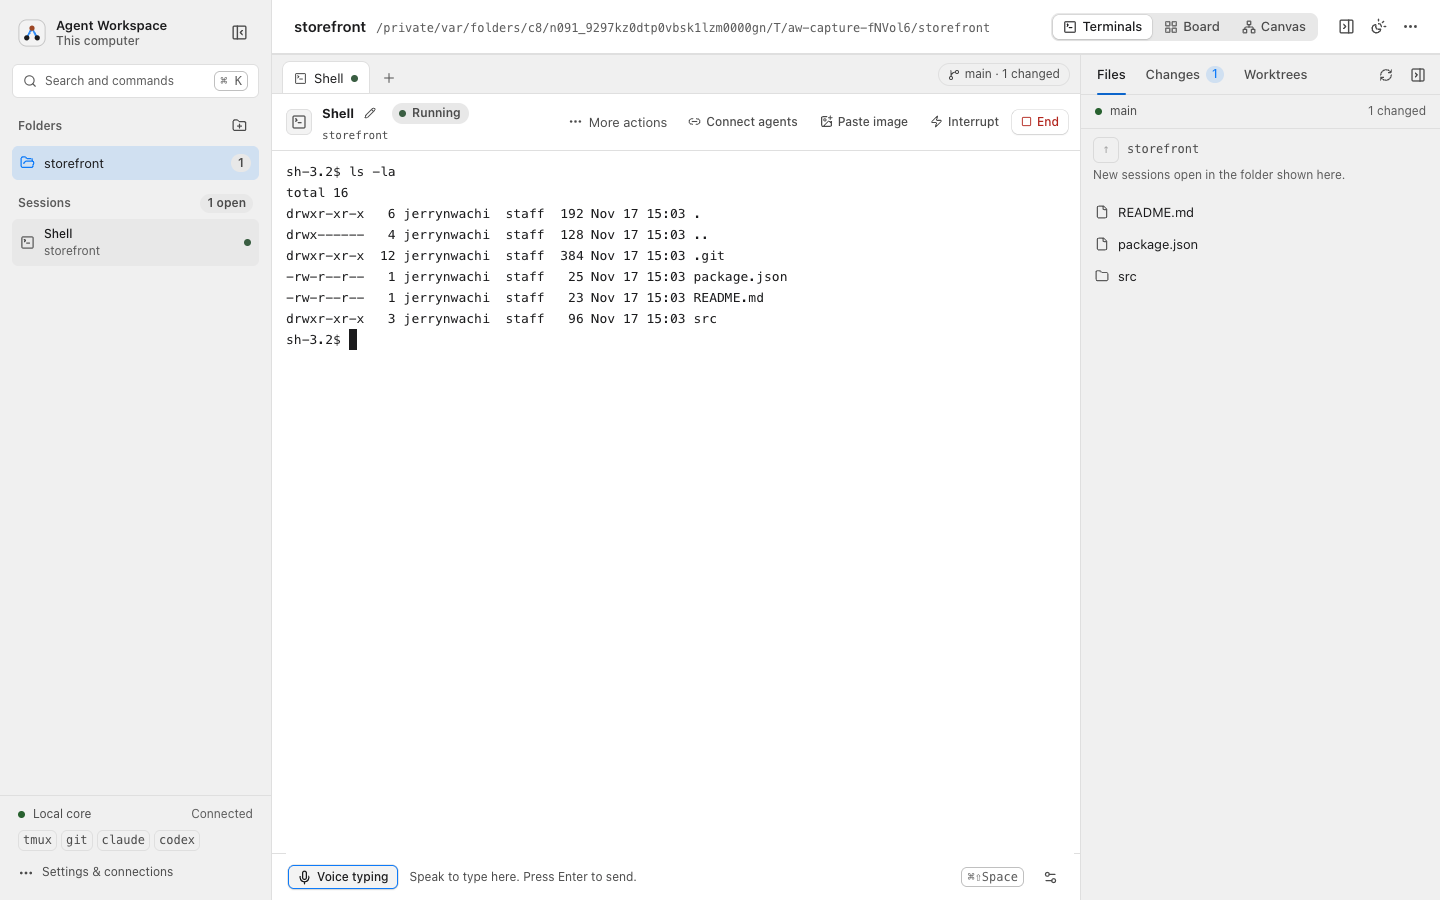 Agent Workspace
This computer
Search and commands ⌘ K
Folders
storefront 1
Sessions 1 open
Shell
storefront
Local core Connected
tmux git claude codex
Settings & connections
storefront /private/var/folders/c8/n091_9297kz0dtp0vbsk1lzm0000gn/T/aw-capture-fNVol6/storefront
Terminals Board Canvas
Shell
main · 1 changed
Shell Running
storefront
More actions Connect agents Paste image Interrupt End
sh-3.2$ ls -la
total 16
drwxr-xr-x 6 jerrynwachi staff 192 Nov 17 15:03 .
drwx------ 4 jerrynwachi staff 128 Nov 17 15:03 ..
drwxr-xr-x 12 jerrynwachi staff 384 Nov 17 15:03 .git
-rw-r--r-- 1 jerrynwachi staff 25 Nov 17 15:03 package.json
-rw-r--r-- 1 jerrynwachi staff 23 Nov 17 15:03 README.md
drwxr-xr-x 3 jerrynwachi staff 96 Nov 17 15:03 src
sh-3.2$
Voice typing Speak to type here. Press Enter to send. ⌘⇧Space
Files Changes 1 Worktrees
main 1 changed
↑ storefront
New sessions open in the folder shown here.
README.md
package.json
src